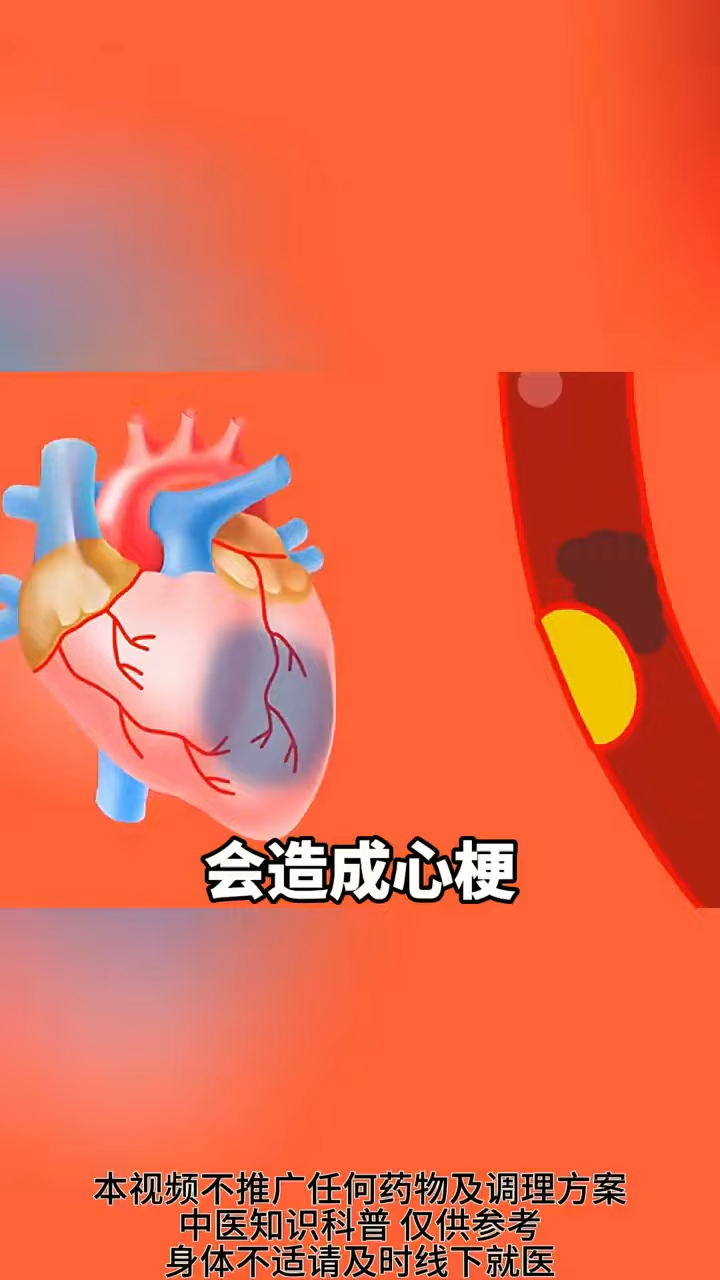 会造成心梗
本视频不推广任何药物及调理方案
中医知识科普 仅供参考
身体不适请及时线下就医